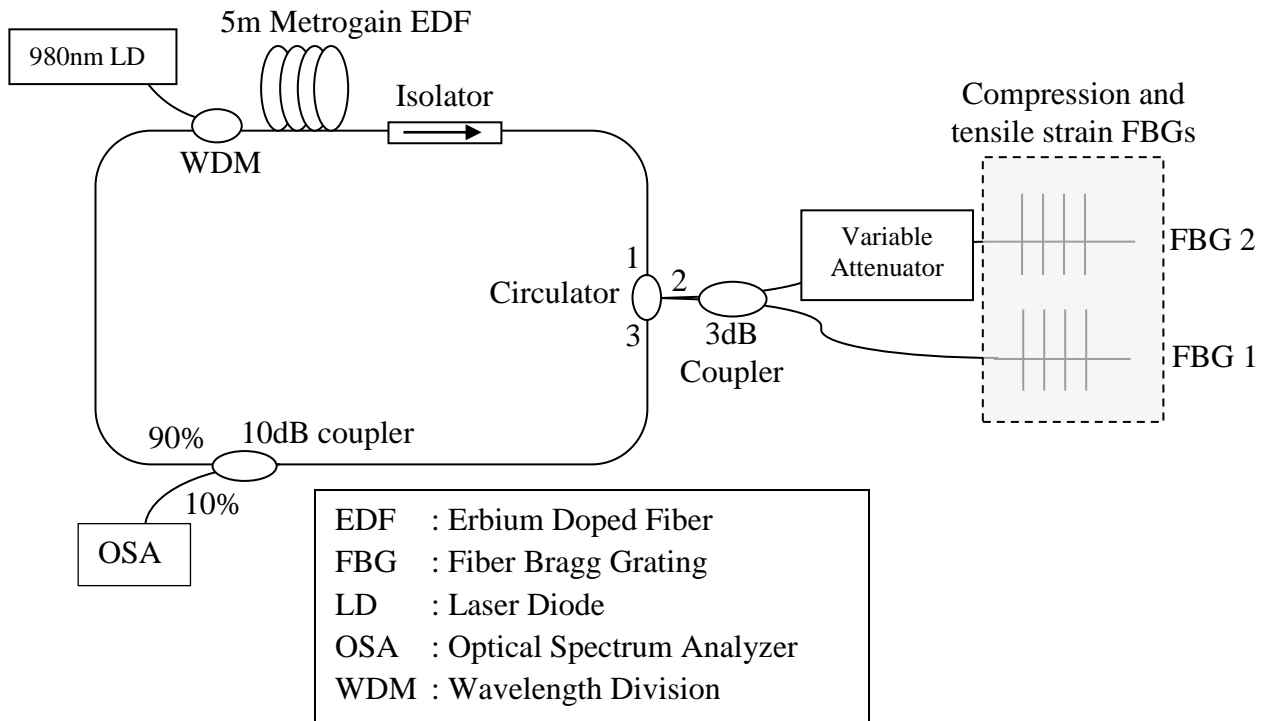 5m Metrogain EDF
980nm LD
Isolator
WDM
Compression and
tensile strain FBGs
Variable
Attenuator
FBG 2
1
Circulator
2
3
3dB
Coupler
FBG 1
90%
10dB coupler
10%
OSA
EDF : Erbium Doped Fiber
FBG : Fiber Bragg Grating
LD : Laser Diode
OSA : Optical Spectrum Analyzer
WDM : Wavelength Division